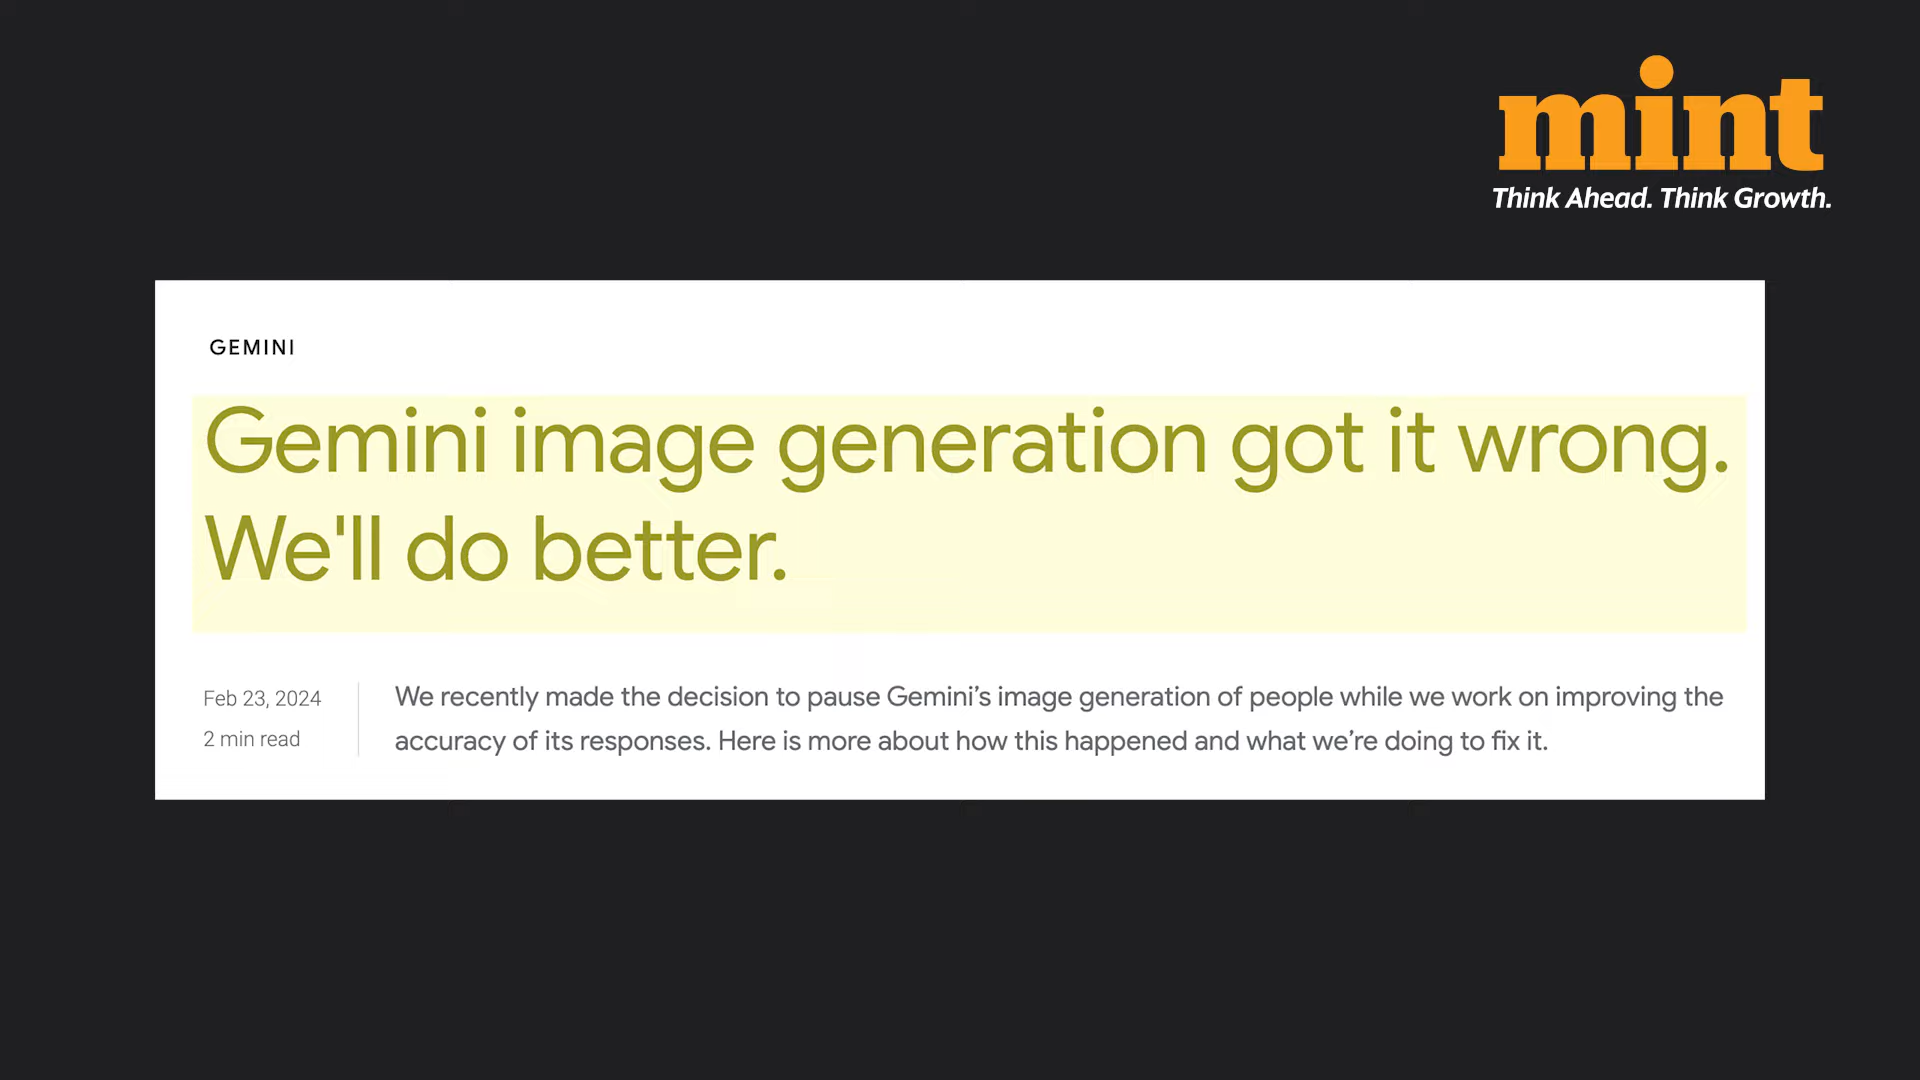 mint
Think Ahead. Think Growth.
GEMINI
Gemini image generation got it wrong.
We'll do better.
Feb 23, 2024
2 min read
We recently made the decision to pause Gemini’s image generation of people while we work on improving the
accuracy of its responses. Here is more about how this happened and what we’re doing to fix it.